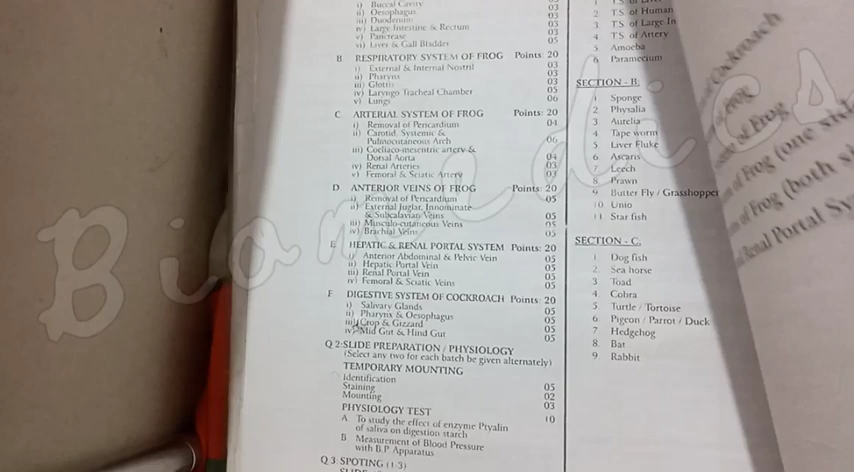 i) Buccal Cavity 03
ii) Oesophagus 03
iii) Duodenum 03
iv) Large Intestine & Rectum 03
v) Pancrease 03
vi) Liver & Gall Bladder 05
B RESPIRATORY SYSTEM OF FROG Points: 20
i) External & Internal Nostril 03
ii) Pharynx 03
iii) Glottis 03
iv) Laryngo Tracheal Chamber 05
v) Lungs 06
C ARTERIAL SYSTEM OF FROG Points: 20
i) Removal of Pericardium 04
ii) Carotid, Systemic &
Pulmocutaneous Arch 06
iii) Coeliaco-mesentric artery &
Dorsal Aorta 04
iv) Renal Arteries 03
v) Femoral & Sciatic Artery 03
D ANTERIOR VEINS OF FROG Points: 20
i) Removal of Pericardium 05
ii) External Juglar, Innominate
& Subcalavian Veins 05
iii) Musculo-cutaneous Veins 05
iv) Brachial Veins 05
E HEPATIC & RENAL PORTAL SYSTEM Points: 20
i) Anterior Abdominal & Pelvic Vein 05
ii) Hepatic Portal Vein 05
iii) Renal Portal Vein 05
iv) Femoral & Sciatic Veins 05
F DIGESTIVE SYSTEM OF COCKROACH Points: 20
i) Salivary Glands 05
ii) Pharynx & Oesophagus 05
iii) Crop & Gizzard 05
iv) Mid Gut & Hind Gut 05
Q 2: SLIDE PREPARATION / PHYSIOLOGY
(Select any two for each batch be given alternately)
TEMPORARY MOUNTING
Identification 05
Staining 02
Mounting 03
PHYSIOLOGY TEST 10
A To study the effect of enzyme Ptyalin
of saliva on digestion starch
B Measurement of Blood Pressure
with B.P Apparatus
Q 3: SPOTING (1-3)
2 T.S. of Human
3 T.S. of Large In
4 T.S. of Artery
5 Amoeba
6 Paramecium
SECTION - B.
1 Sponge
2 Physalia
3 Aurelia
4 Tape worm
5 Liver Fluke
6 Ascaris
7 Leech
8 Prawn
9 Butter Fly / Grasshopper
10 Unio
11 Star fish
SECTION - C.
1 Dog fish
2 Sea horse
3 Toad
4 Cobra
5 Turtle / Tortoise
6 Pigeon / Parrot / Duck
7 Hedgehog
8. Bat
9 Rabbit
of Cockroach
of Frog
of Frog
of Frog (one sid
of Frog (both s
Renal Portal Sy
Biomedics